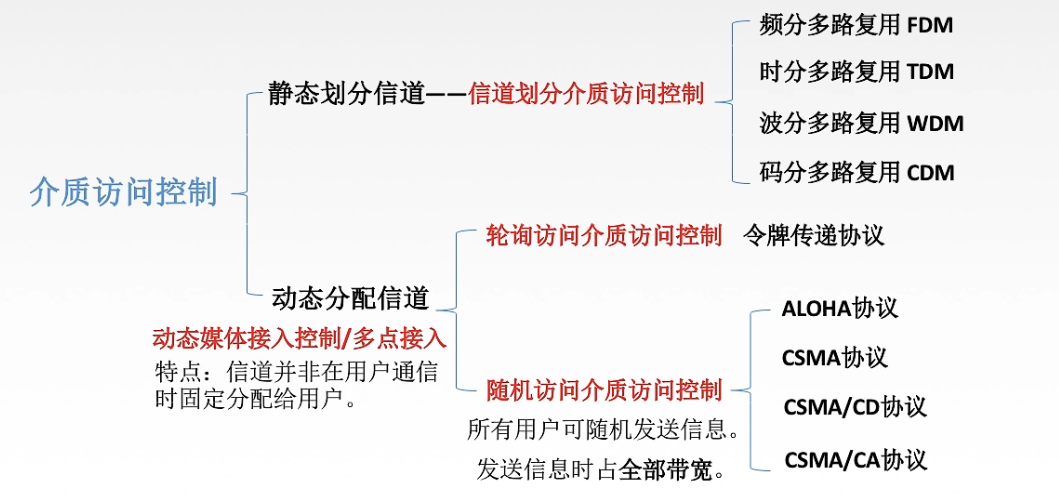 介质访问控制
静态划分信道——信道划分介质访问控制
频分多路复用 FDM
时分多路复用 TDM
波分多路复用 WDM
码分多路复用 CDM
动态分配信道
动态媒体接入控制/多点接入
特点：信道并非在用户通信
时固定分配给用户。
轮询访问介质访问控制 令牌传递协议
随机访问介质访问控制
所有用户可随机发送信息。
发送信息时占全部带宽。
ALOHA协议
CSMA协议
CSMA/CD协议
CSMA/CA协议